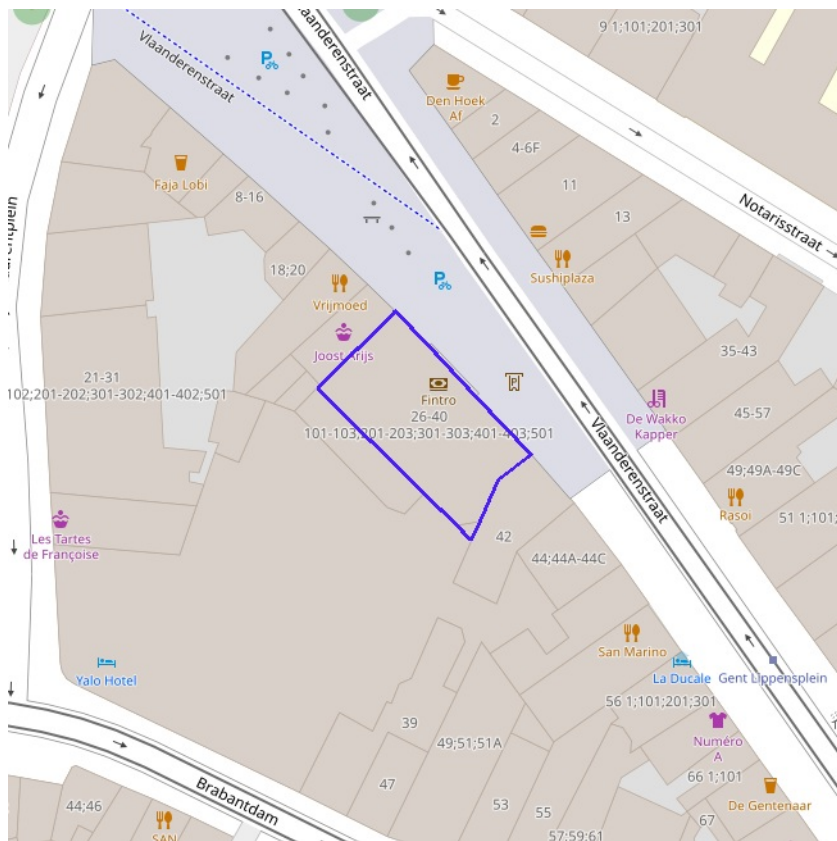 9 1;101;201;301
Vlaanderenstraat
Vlaanderenstraat
Den Hoek
Af
2
4-6F
11
13
Notarisstraat
Faja Lobi
8-16
Sushiplaza
18;20
Vrijmoed
Joost Arijs
35-43
21-31
102;201-202;301-302;401-402;501
Fintro
26-40
101-103;201-203;301-303;401-403;501
De Wakko
Kapper
45-57
Vlaanderenstraat
49;49A-49C
Rasoi
51 1;101;
Les Tartes
de Françoise
42
44;44A-44C
San Marino
La Ducale
Gent Lippensplein
Yalo Hotel
56 1;101;201;301
39
49;51;51A
Numéro
A
66 1;101
47
Brabantdam
De Gentenaar
44;46
SAN
53
55
57;59;61
67